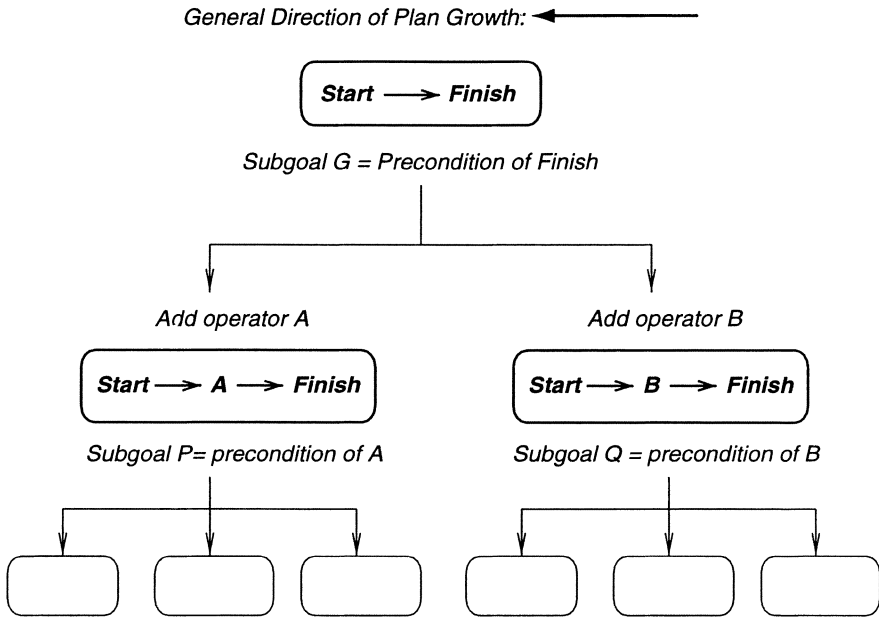 General Direction of Plan Growth:
Start Finish
Subgoal G = Precondition of Finish
Add operator A Add operator B
Start A Finish Start B Finish
Subgoal P= precondition of A Subgoal Q = precondition of B